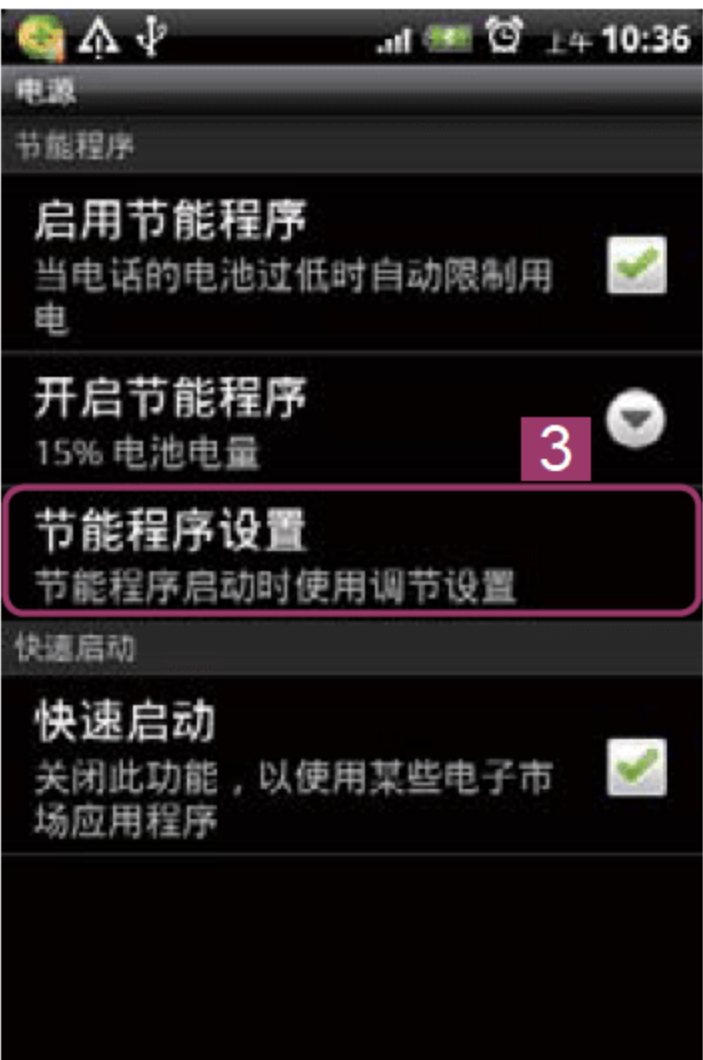 上午 10:36
电源
节能程序
启用节能程序
当电话的电池过低时自动限制用
电
开启节能程序
15% 电池电量
3
节能程序设置
节能程序启动时使用调节设置
快速启动
快速启动
关闭此功能，以使用某些电子市
场应用程序